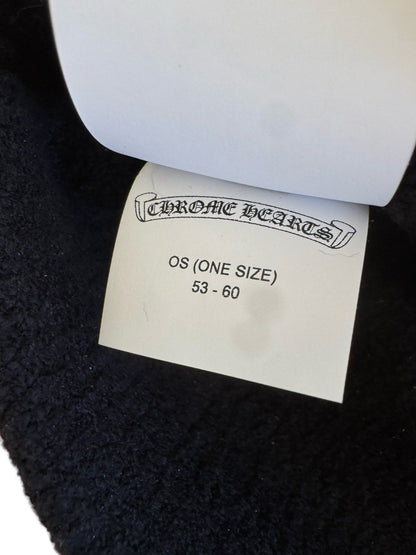 CHROME HEARTS
OS (ONE SIZE)
53 - 60